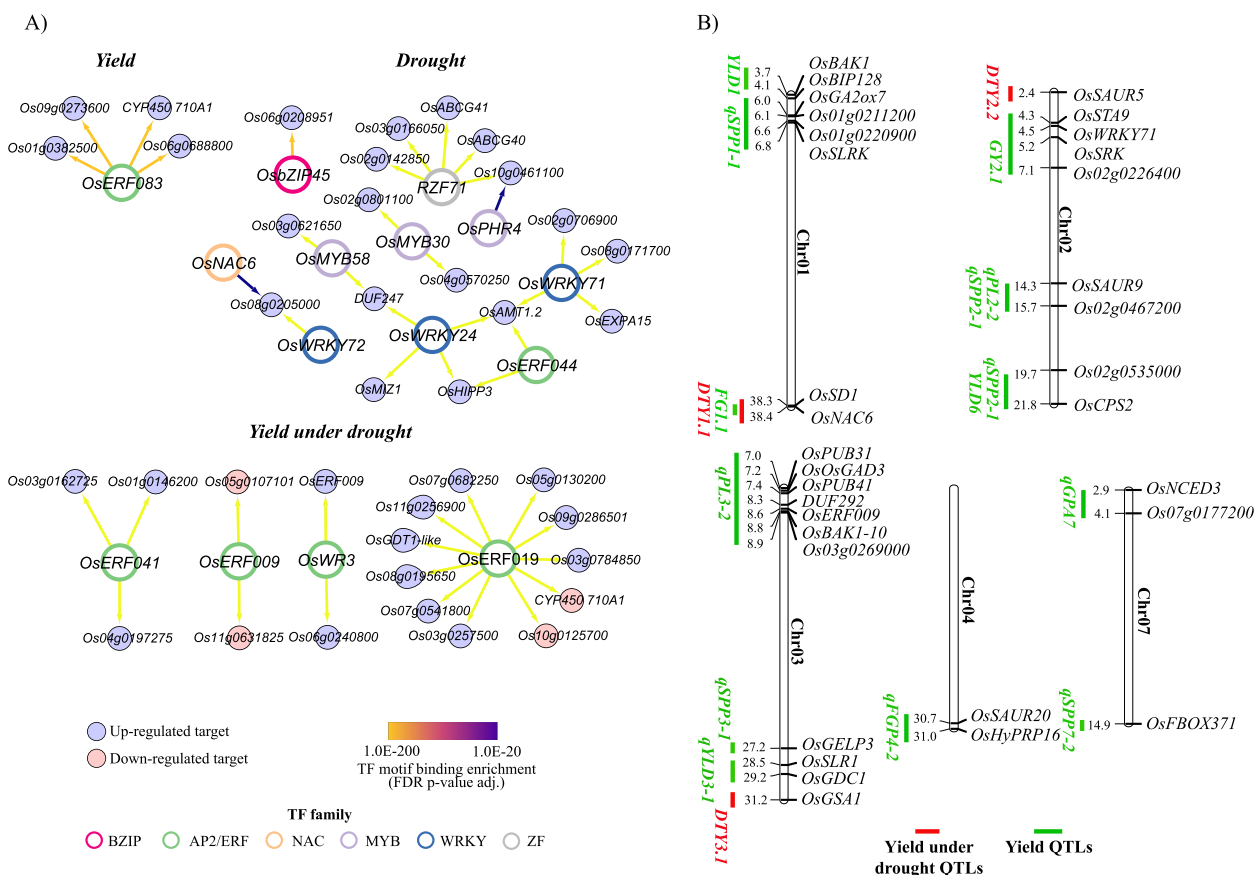 A)
Yield
Drought
Os09g0273600
CYP450 710A1
Os01g0382500
Os06g0688800
OsERF083
Os06g0208951
OsbZIP45
OsABCG41
Os03g0166050
OsABCG40
Os02g0142850
Os10g0461100
RZF71
OsPHR4
Os02g0801100
OsMYB30
Os04g0570250
Os03g0621650
OsMYB58
DUF247
OsNAC6
Os08g0205000
OsWRKY72
OsWRKY24
OsMIZ1
OsHIPP3
OsAMT1.2
OsERF044
Os02g0706900
Os06g0171700
OsWRKY71
OsEXPA15
Yield under drought
Os03g0162725
Os01g0146200
OsERF041
Os04g0197275
Os05g0107101
OsERF009
Os11g0631825
OsERF009
OsWR3
Os06g0240800
Os07g0682250
Os05g0130200
Os11g0256900
Os09g0286501
OsGDT1-like
OsERF019
Os03g0784850
Os08g0195650
CYP450 710A1
Os07g0541800
Os03g0257500
Os10g0125700
Up-regulated target
Down-regulated target
1.0E-200
1.0E-20
TF motif binding enrichment
(FDR p-value adj.)
TF family
BZIP
AP2/ERF
NAC
MYB
WRKY
ZF
B)
YLD1
qSPP1-1
3.7
4.1
6.0
6.1
6.6
6.8
OsBAK1
OsBIP128
OsGA2ox7
Os01g0211200
Os01g0220900
OsSLRK
Chr01
FG1.1
DTY1.1
38.3
38.4
OsSD1
OsNAC6
DTY2.2
GY2.1
2.4
4.3
4.5
5.2
7.1
OsSAUR5
OsSTA9
OsWRKY71
OsSRK
Os02g0226400
Chr02
qPL2-2
qSPP2-1
14.3
15.7
OsSAUR9
Os02g0467200
qSPP2-1
YLD6
19.7
21.8
Os02g0535000
OsCPS2
qPL3-2
7.0
7.2
7.4
8.3
8.6
8.8
8.9
OsPUB31
OsOsGAD3
OsPUB41
DUF292
OsERF009
OsBAK1-10
Os03g0269000
Chr03
qSPP3-1
qYLD3-1
DTY3.1
27.2
28.5
29.2
31.2
OsGELP3
OsSLR1
OsGDC1
OsGSA1
Chr04
qFGP4-2
30.7
31.0
OsSAUR20
OsHyPRP16
qGPA7
2.9
4.1
OsNCED3
Os07g0177200
Chr07
qSPP7-2
14.9
OsFBOX371
Yield under
drought QTLs
Yield QTLs